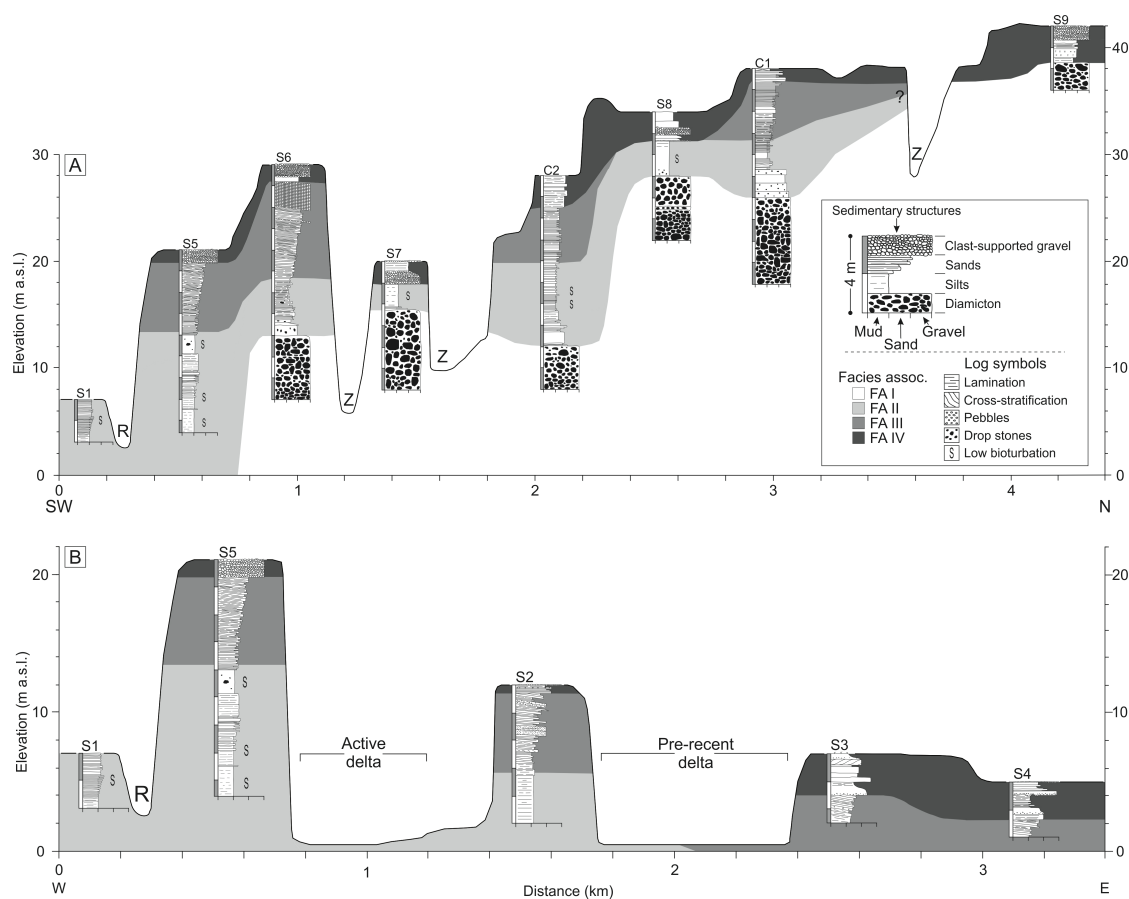 A
S9
C1
S8
?
Z
S6
C2
S5
S7
S1
R
Z
Z
Elevation (m a.s.l.)
30
20
10
0
40
30
20
10
0
Sedimentary structures
4 m
Clast-supported gravel
Sands
Silts
Diamicton
Mud
Sand
Gravel
Facies assoc.
FA I
FA II
FA III
FA IV
Log symbols
Lamination
Cross-stratification
Pebbles
Drop stones
S Low bioturbation
S
S
S
S
S
S
S
0 1 2 3 4
SW N
B
S5
S1
R
S2
S3
S4
S
S
S
S
Active
delta
Pre-recent
delta
Elevation (m a.s.l.)
20
10
0
20
10
0
0 1 2 3
W E
Distance (km)